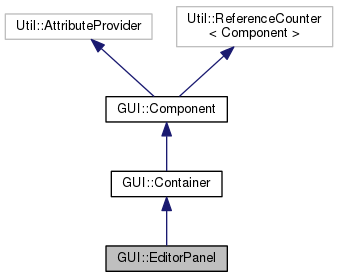 Util::AttributeProvider
Util::ReferenceCounter
< Component >
GUI::Component
GUI::Container
GUI::EditorPanel